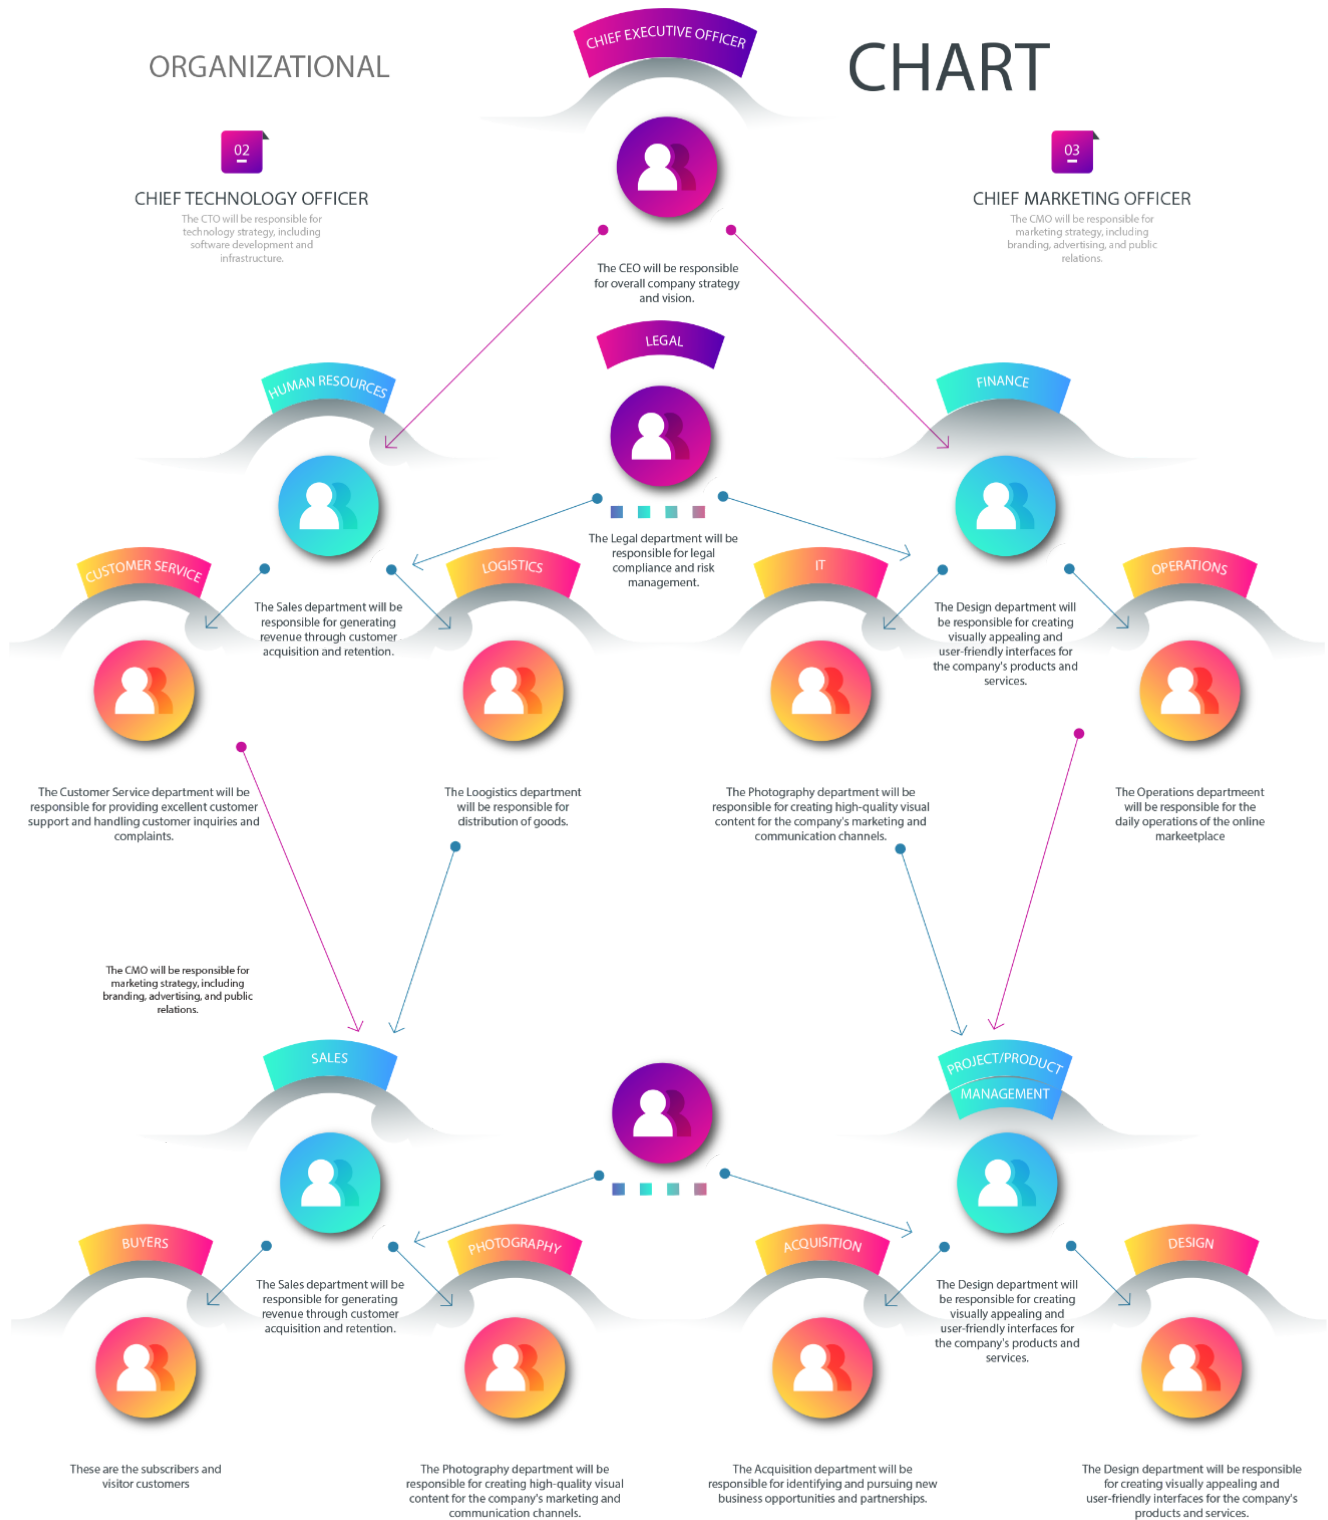 CHIEF EXECUTIVE OFFICER
ORGANIZATIONAL
CHART
02
CHIEF TECHNOLOGY OFFICER
The CTO will be responsible for
technology strategy, including
software development and
infrastructure.
03
CHIEF MARKETING OFFICER
The CMO will be responsible for
marketing strategy, including
branding, advertising, and public
relations.
The CEO will be responsible
for overall company strategy
and vision.
LEGAL
HUMAN RESOURCES
FINANCE
The Legal department will be
responsible for legal
compliance and risk
management.
CUSTOMER SERVICE
LOGISTICS
IT
OPERATIONS
The Sales department will be
responsible for generating
revenue through customer
acquisition and retention.
The Design department will
be responsible for creating
visually appealing and
user-friendly interfaces for
the company's products and
services.
The Customer Service department will be
responsible for providing excellent customer
support and handling customer inquiries and
complaints.
The Loogistics department
will be responsible for
distribution of goods.
The Photography department will be
responsible for creating high-quality visual
content for the company's marketing and
communication channels.
The Operations departmeent
will be responsible for the
daily operations of the online
marketplace
The CMO will be responsible for
marketing strategy, including
branding, advertising, and public
relations.
SALES
PROJECT/PRODUCT
MANAGEMENT
BUYERS
PHOTOGRAPHY
ACQUISITION
DESIGN
The Sales department will be
responsible for generating
revenue through customer
acquisition and retention.
The Design department will
be responsible for creating
visually appealing and
user-friendly interfaces for
the company's products and
services.
These are the subscribers and
visitor customers
The Photography department will be
responsible for creating high-quality visual
content for the company's marketing and
communication channels.
The Acquisition department will be
responsible for identifying and pursuing new
business opportunities and partnerships.
The Design department will be responsible
for creating visually appealing and
user-friendly interfaces for the company's
products and services.